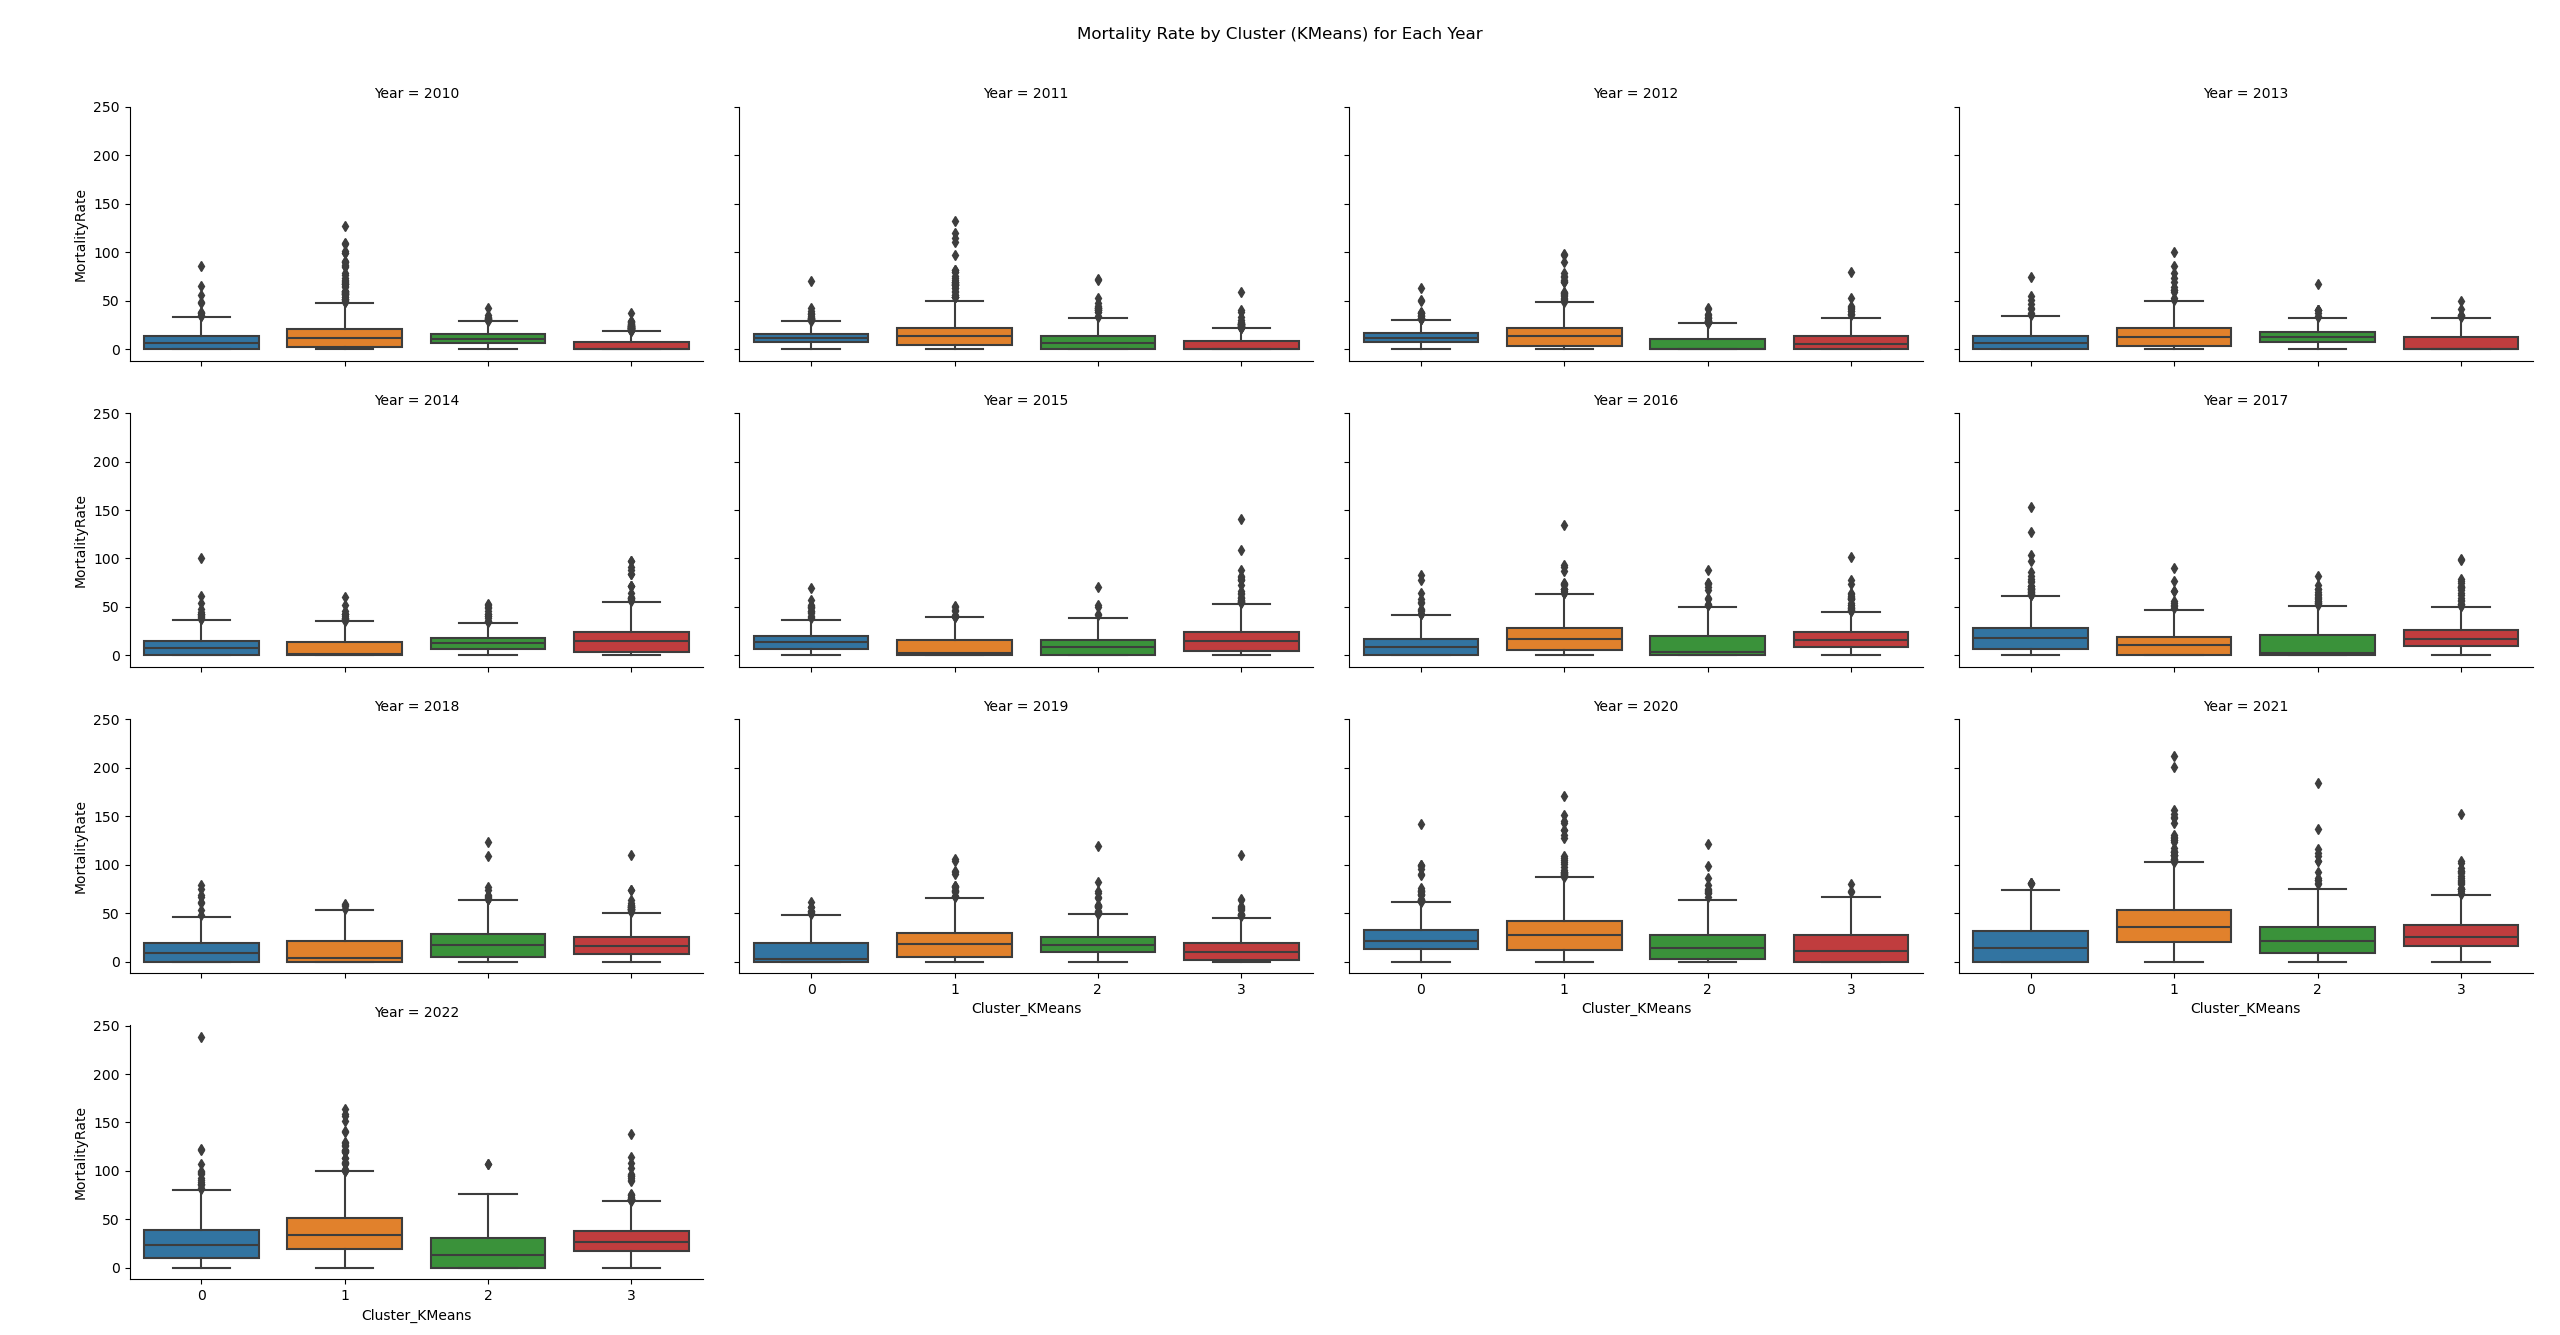 Mortality Rate by Cluster (KMeans) for Each Year
Year = 2010
Year = 2011
Year = 2012
Year = 2013
250
200
150
100
50
0
MortalityRate
Year = 2014
Year = 2015
Year = 2016
Year = 2017
250
200
150
100
50
0
MortalityRate
Year = 2018
Year = 2019
Year = 2020
Year = 2021
250
200
150
100
50
0
MortalityRate
0 1 2 3
Cluster_KMeans
0 1 2 3
Cluster_KMeans
0 1 2 3
Cluster_KMeans
Year = 2022
250
200
150
100
50
0
MortalityRate
0 1 2 3
Cluster_KMeans